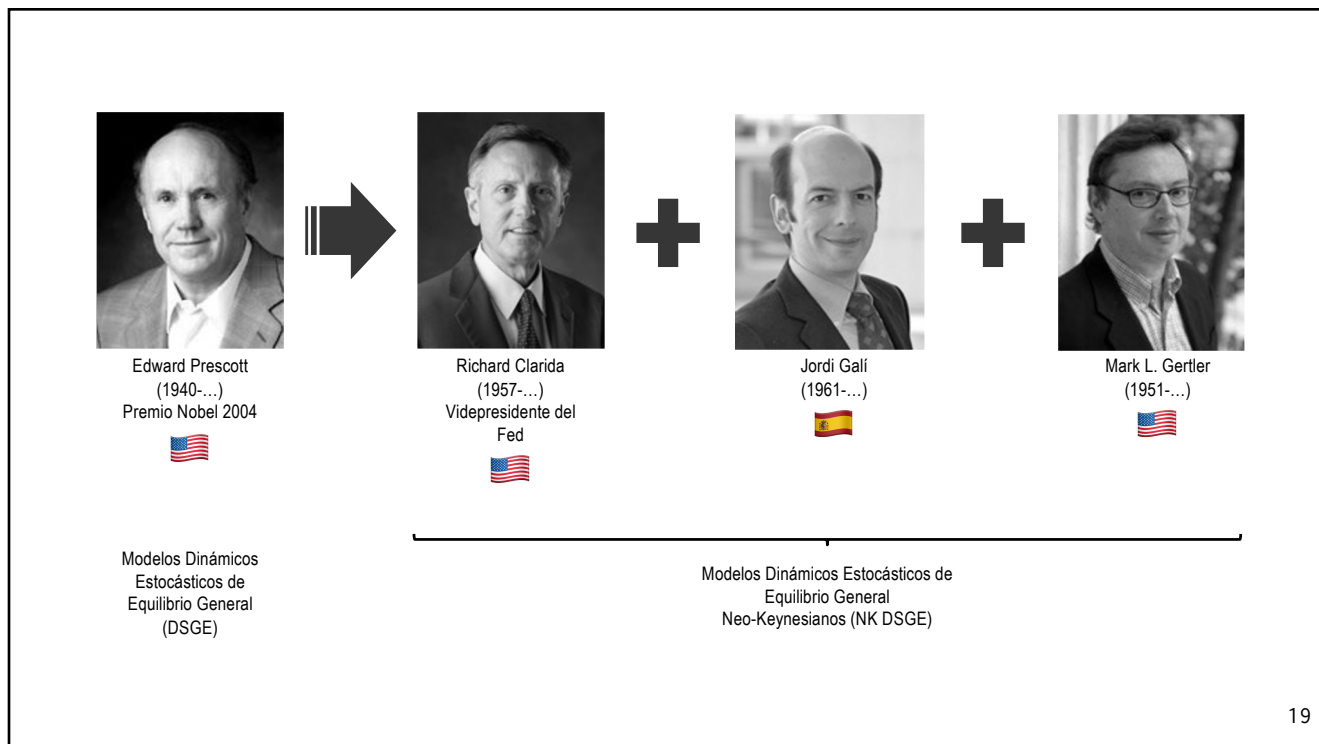 Edward Prescott
(1940-…)
Premio Nobel 2004
Richard Clarida
(1957-…)
Videpresidente del
Fed
Jordi Galí
(1961-…)
Mark L. Gertler
(1951-…)
Modelos Dinámicos
Estocásticos de
Equilibrio General
(DSGE)
Modelos Dinámicos Estocásticos de
Equilibrio General
Neo-Keynesianos (NK DSGE)
19